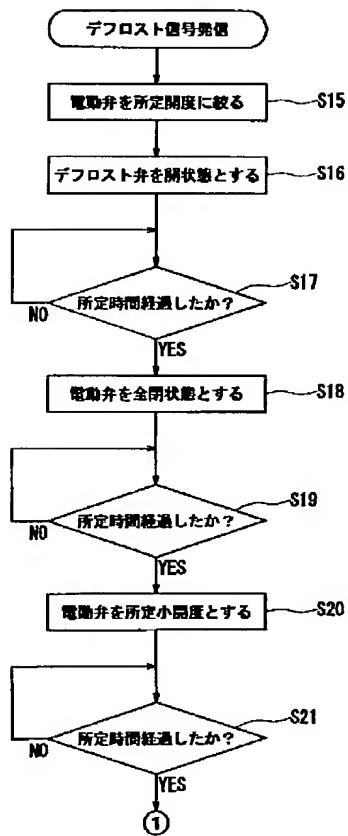 デフロスト信号発信
電動弁を所定開度に絞る
S15
デフロスト弁を開状態とする
S16
所定時間経過したか?
S17
NO
YES
電動弁を全閉状態とする
S18
所定時間経過したか?
S19
NO
YES
電動弁を所定小開度とする
S20
所定時間経過したか?
S21
NO
YES
1